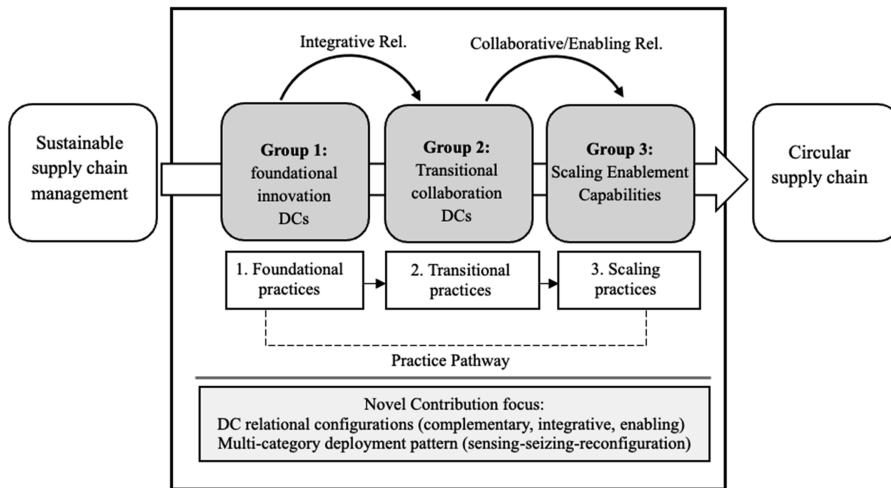 Integrative Rel.
Collaborative/Enabling Rel.
Sustainable
supply chain
management
Group 1:
foundational
innovation
DCs
Group 2:
Transitional
collaboration
DCs
Group 3:
Scaling Enablement
Capabilities
Circular
supply chain
1. Foundational
practices
2. Transitional
practices
3. Scaling
practices
Practice Pathway
Novel Contribution focus:
DC relational configurations (complementary, integrative, enabling)
Multi-category deployment pattern (sensing-seizing-reconfiguration)